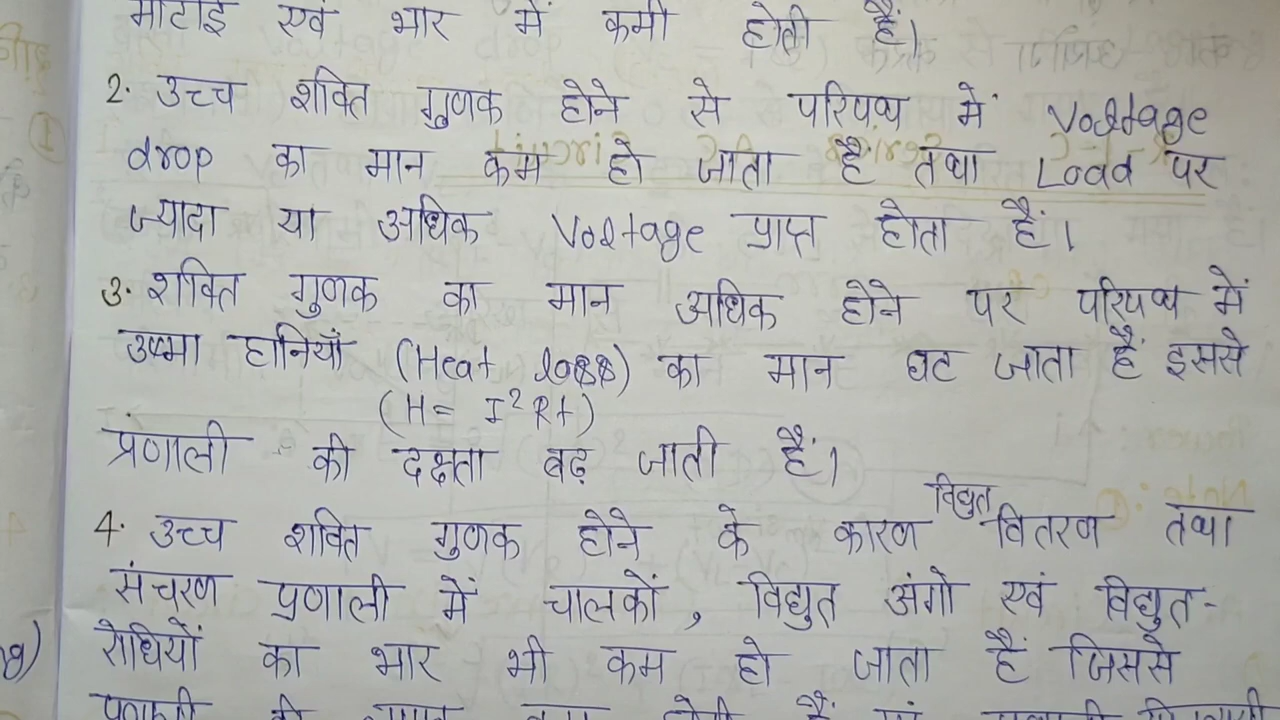 मोटाई एवं भार में कमी होती हैं।
2. उच्च शक्ति गुणक होने से परिपथ में Voltage
drop का मान कम हो जाता हैं तथा Load पर
ज्यादा या अधिक Voltage प्राप्त होता हैं।
3. शक्ति गुणक का मान अधिक होने पर परिपथ में
उष्मा हानियाँ (Heat loss) का मान घट जाता हैं इससे
(H = I²Rt)
प्रणाली की दक्षता बढ़ जाती हैं।
4. उच्च शक्ति गुणक होने के कारण विद्युत वितरण तथा
संचरण प्रणाली में चालकों, विद्युत अंगो एवं विद्युत-
रोधियों का भार भी कम हो जाता हैं जिससे